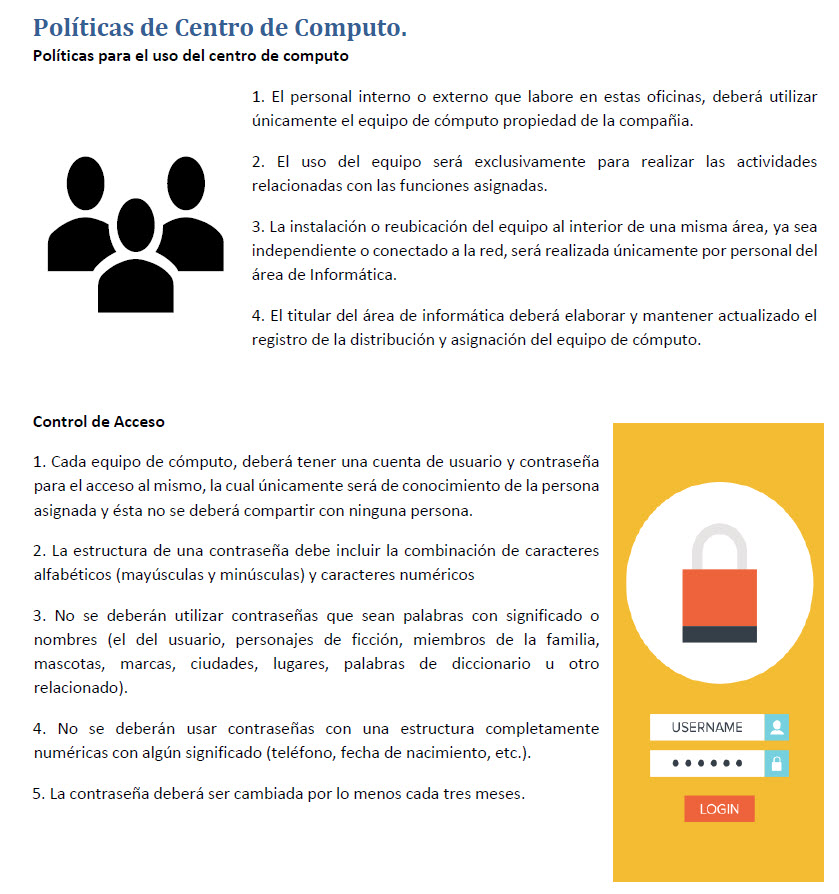 Políticas de Centro de Computo.
Políticas para el uso del centro de computo
1. El personal interno o externo que labore en estas oficinas, deberá utilizar
únicamente el equipo de cómputo propiedad de la compañia.
2. El uso del equipo será exclusivamente para realizar las actividades
relacionadas con las funciones asignadas.
3. La instalación o reubicación del equipo al interior de una misma área, ya sea
independiente o conectado a la red, será realizada únicamente por personal del
área de Informática.
4. El titular del área de informática deberá elaborar y mantener actualizado el
registro de la distribución y asignación del equipo de cómputo.
Control de Acceso
1. Cada equipo de cómputo, deberá tener una cuenta de usuario y contraseña
para el acceso al mismo, la cual únicamente será de conocimiento de la persona
asignada y ésta no se deberá compartir con ninguna persona.
2. La estructura de una contraseña debe incluir la combinación de caracteres
alfabéticos (mayúsculas y minúsculas) y caracteres numéricos
3. No se deberán utilizar contraseñas que sean palabras con significado o
nombres (el del usuario, personajes de ficción, miembros de la familia,
mascotas, marcas, ciudades, lugares, palabras de diccionario u otro
relacionado).
4. No se deberán usar contraseñas con una estructura completamente
numéricas con algún significado (teléfono, fecha de nacimiento, etc.).
5. La contraseña deberá ser cambiada por lo menos cada tres meses.
USERNAME
LOGIN